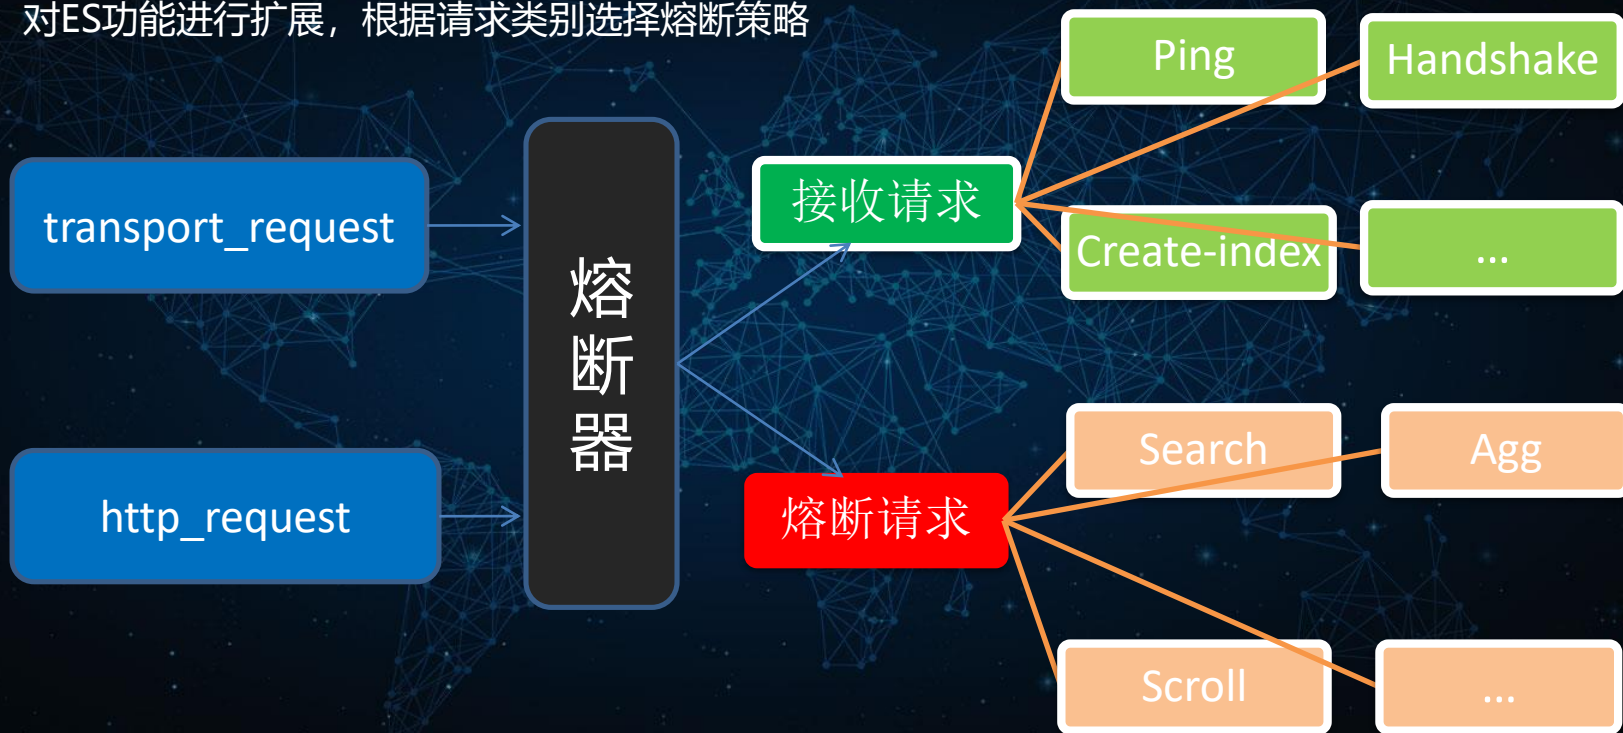 对ES功能进行扩展，根据请求类别选择熔断策略
Ping
Handshake
transport_request
熔
断
器
接收请求
Create-index
...
http_request
熔断请求
Search
Agg
Scroll
...